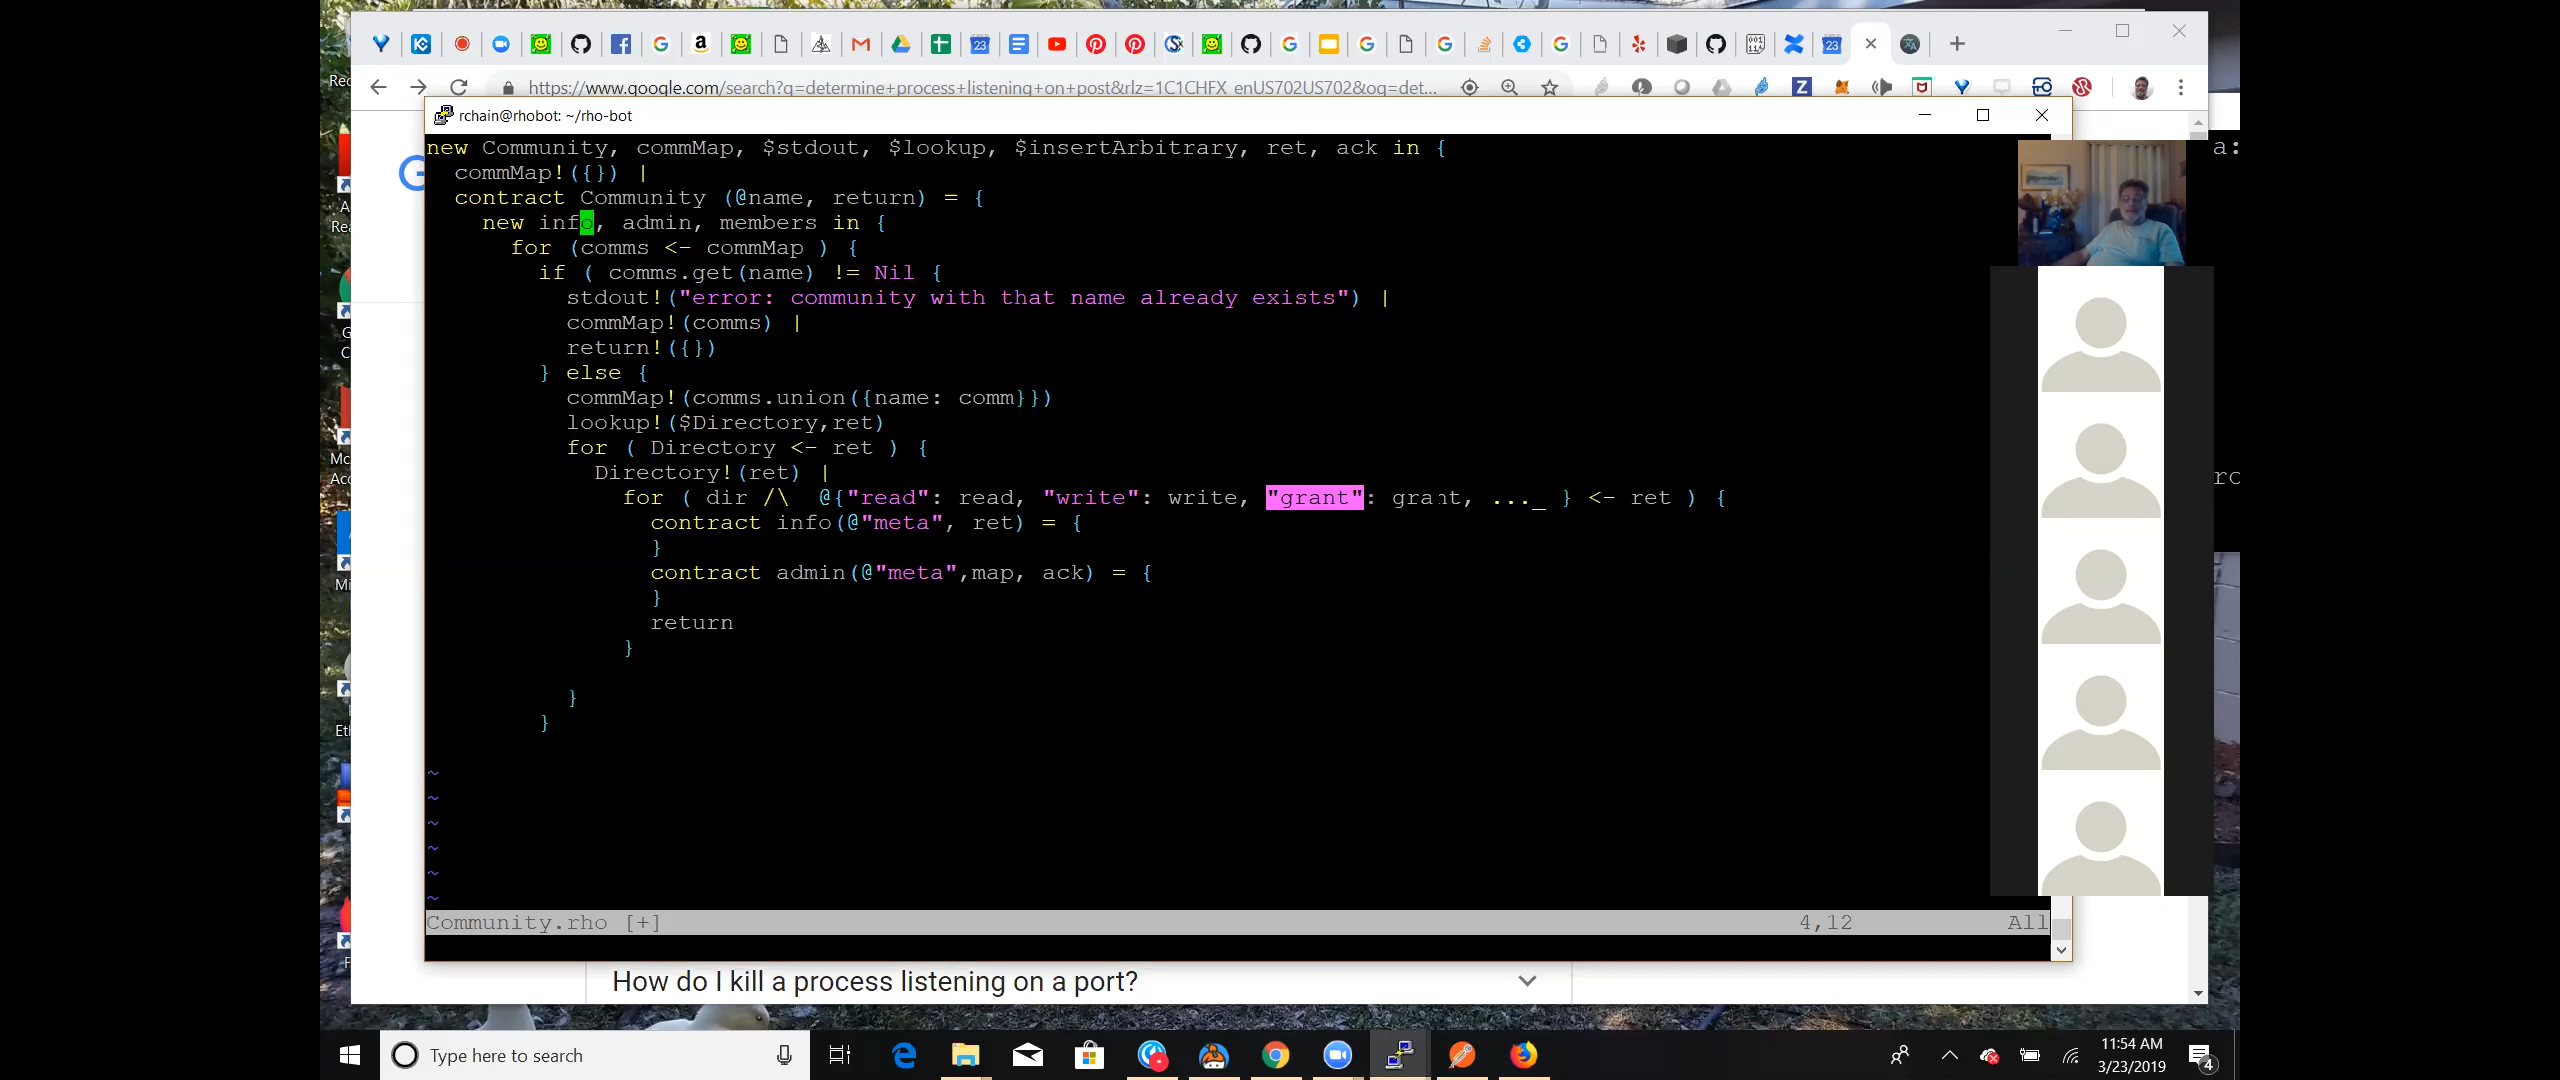 https://www.google.com/search?q=determine+process+listening+on+post&rlz=1C1CHFX_enUS702US702&oq=det...
rchain@rhobot: ~/rho-bot
new Community, commMap, $stdout, $lookup, $insertArbitrary, ret, ack in {
commMap!({}) |
contract Community (@name, return) = {
new info, admin, members in {
for (comms <- commMap ) {
if ( comms.get(name) != Nil {
stdout!("error: community with that name already exists") |
commMap!(comms) |
return!({})
} else {
commMap!(comms.union({name: comm}})
lookup!($Directory,ret)
for ( Directory <- ret ) {
Directory!(ret) |
for ( dir /\ @{"read": read, "write": write, "grant": grant, ..._ } <- ret ) {
contract info(@"meta", ret) = {
}
contract admin(@"meta",map, ack) = {
}
return
}
}
}
~
~
~
~
~
~
Community.rho [+] 4,12 All
How do I kill a process listening on a port?
Type here to search
11:54 AM
3/23/2019
4